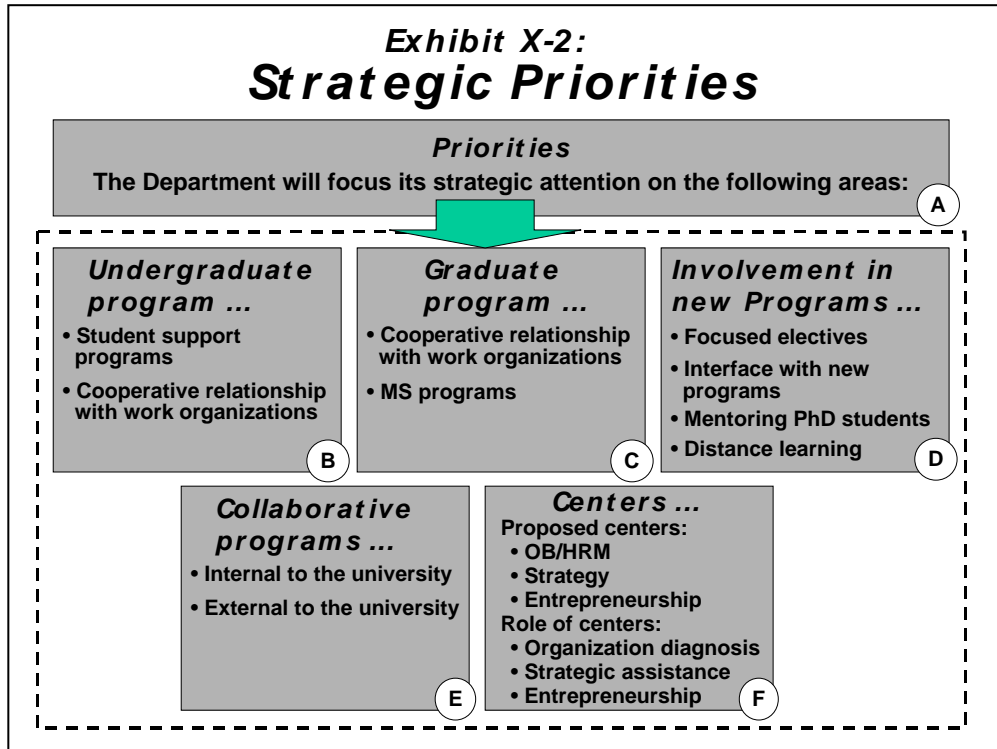 Exhibit X-2:
Strategic Priorities
Priorities
The Department will focus its strategic attention on the following areas:
A
Undergraduate
program ...
• Student support
programs
• Cooperative relationship
with work organizations
B
Graduate
program ...
• Cooperative relationship
with work organizations
• MS programs
C
Involvement in
new Programs ...
• Focused electives
• Interface with new
programs
• Mentoring PhD students
• Distance learning
D
Collaborative
programs ...
• Internal to the university
• External to the university
E
Centers ...
Proposed centers:
• OB/HRM
• Strategy
• Entrepreneurship
Role of centers:
• Organization diagnosis
• Strategic assistance
• Entrepreneurship
F